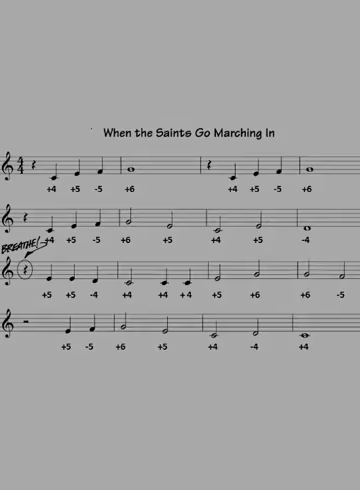 When the Saints Go Marching In
4
4
+4 +5 -5 +6 +4 +5 -5 +6
+4 +5 -5 +6 +5 +4 +5 -4
BREATHE!
+5 +5 -4 +4 +4 +4 +5 +6 +6 -5
+5 -5 +6 +5 +4 -4 +4